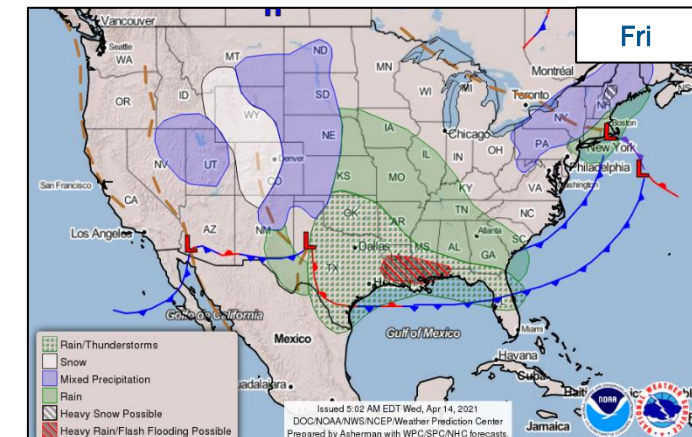 Fri
H
Vancouver
Seattle
WA
MT
ND
MN
Montréal
OR
ID
SD
WI
MI
Toronto
NH
NY
Boston
WY
IA
Chicago
New York
NV
UT
NE
IL
IN
OH
PA
Philadelphia
Denver
CO
KS
MO
KY
VA
San Francisco
CA
OK
AR
TN
NC
Los Angeles
AZ
NM
Dallas
MS
AL
Atlanta
GA
SC
L
L
L
L
TX
Golfo de California
Mexico
Gulf of Mexico
Miami
Havana
Cuba
Jamaica
Rain/Thunderstorms
Snow
Mixed Precipitation
Rain
Heavy Snow Possible
Heavy Rain/Flash Flooding Possible
Issued 5:02 AM EDT Wed, Apr 14, 2021
DOC/NOAA/NWS/NCEP/Weather Prediction Center
Prepared by Asherman with WPC/SPC/NHC forecasts.
NOAA
NATIONAL WEATHER SERVICE